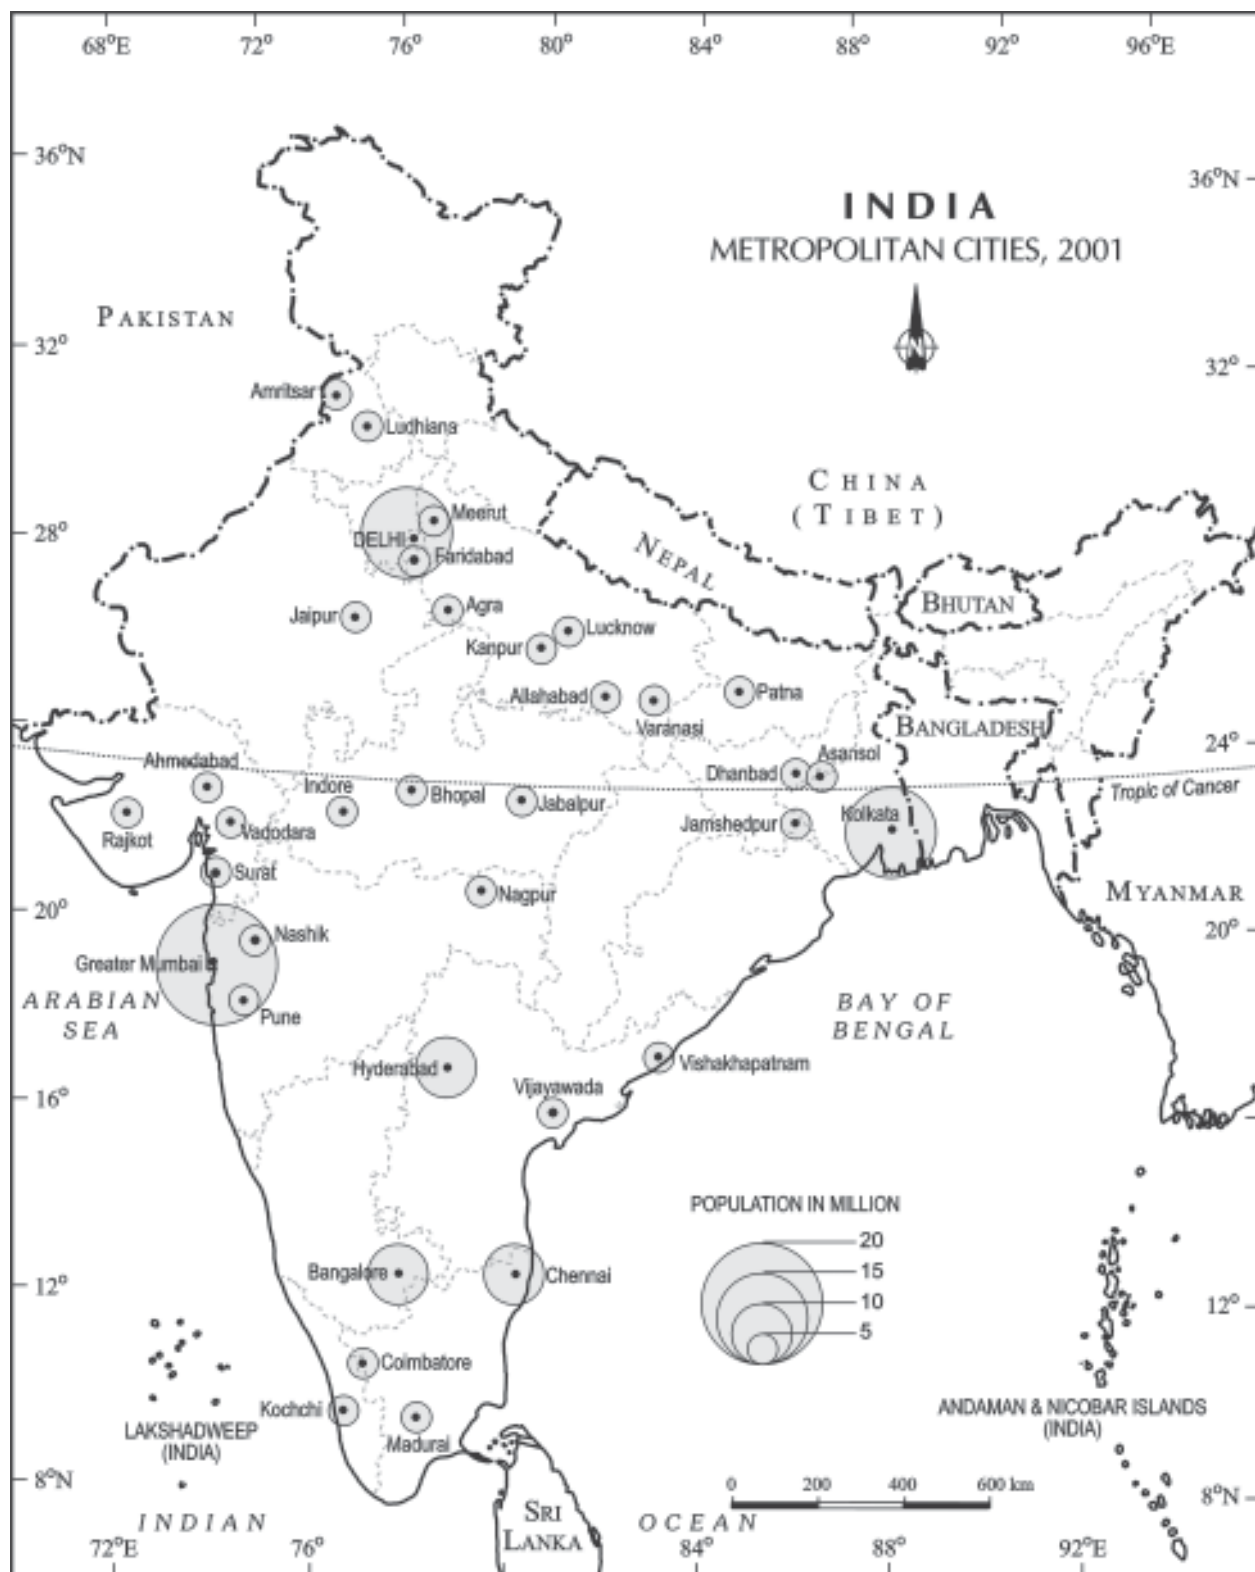 68°E 72° 76° 80° 84° 88° 92° 96°E
36°N
36°N
INDIA
METROPOLITAN CITIES, 2001
PAKISTAN
N
32°
32°
Amritsar
Ludhiana
CHINA
(TIBET)
Meerut
28°
DELHI
Faridabad
NEPAL
BHUTAN
Agra
Jaipur
Lucknow
Kanpur
Allahabad
Patna
Varanasi
BANGLADESH
24°
Ahmedabad
Asansol
Dhanbad
Indore
Bhopal
Jabalpur
Tropic of Cancer
Kolkata
Rajkot
Vadodara
Jamshedpur
Surat
Nagpur
MYANMAR
20°
20°
Nashik
Greater Mumbai
ARABIAN
SEA
Pune
BAY OF
BENGAL
Hyderabad
Vishakhapatnam
Vijayawada
16°
POPULATION IN MILLION
20
15
10
5
Bangalore
Chennai
12°
12°
Coimbatore
Kochchi
Madurai
LAKSHADWEEP
(INDIA)
ANDAMAN & NICOBAR ISLANDS
(INDIA)
8°N
0 200 400 600 km
8°N
INDIAN
SRI
LANKA
OCEAN
72°E 76° 84° 88° 92°E